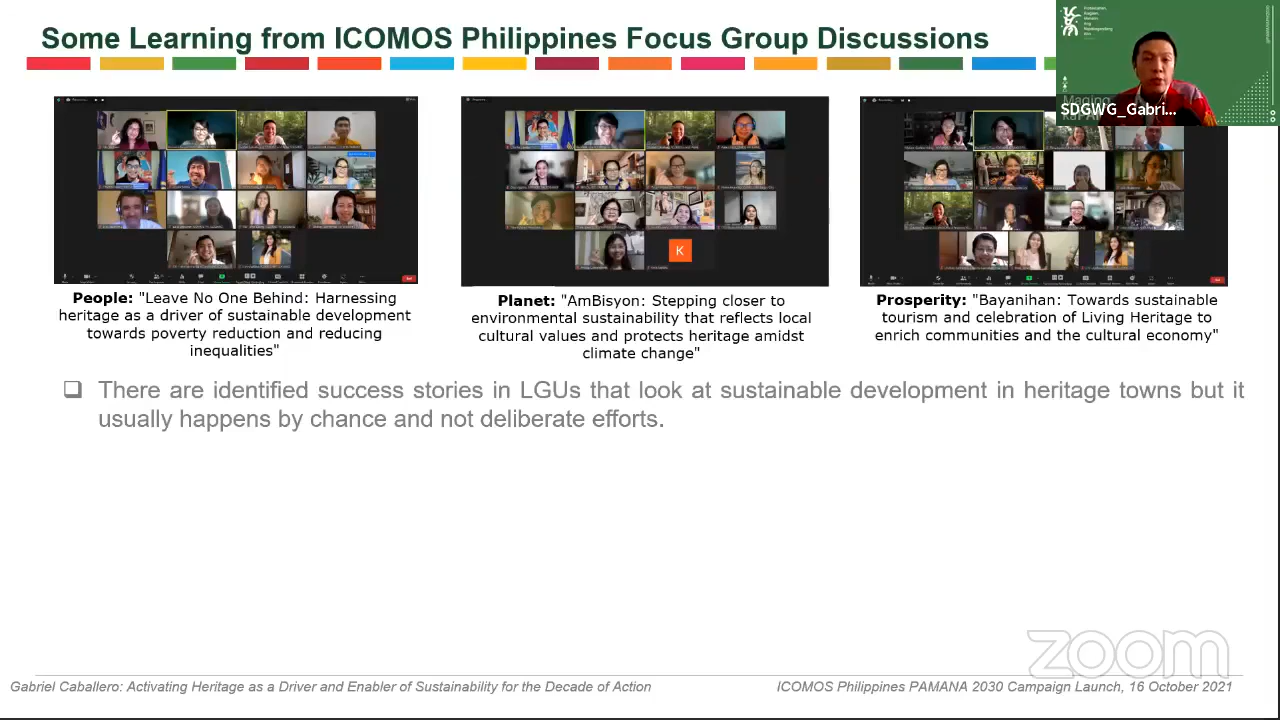 Some Learning from ICOMOS Philippines Focus Group Discussions
SDGWG_Gabri...
K
People: "Leave No One Behind: Harnessing
heritage as a driver of sustainable development
towards poverty reduction and reducing
inequalities"
Planet: "AmBisyon: Stepping closer to
environmental sustainability that reflects local
cultural values and protects heritage amidst
climate change"
Prosperity: "Bayanihan: Towards sustainable
tourism and celebration of Living Heritage to
enrich communities and the cultural economy"
❑ There are identified success stories in LGUs that look at sustainable development in heritage towns but it
usually happens by chance and not deliberate efforts.
zoom
Gabriel Caballero: Activating Heritage as a Driver and Enabler of Sustainability for the Decade of Action
ICOMOS Philippines PAMANA 2030 Campaign Launch, 16 October 2021